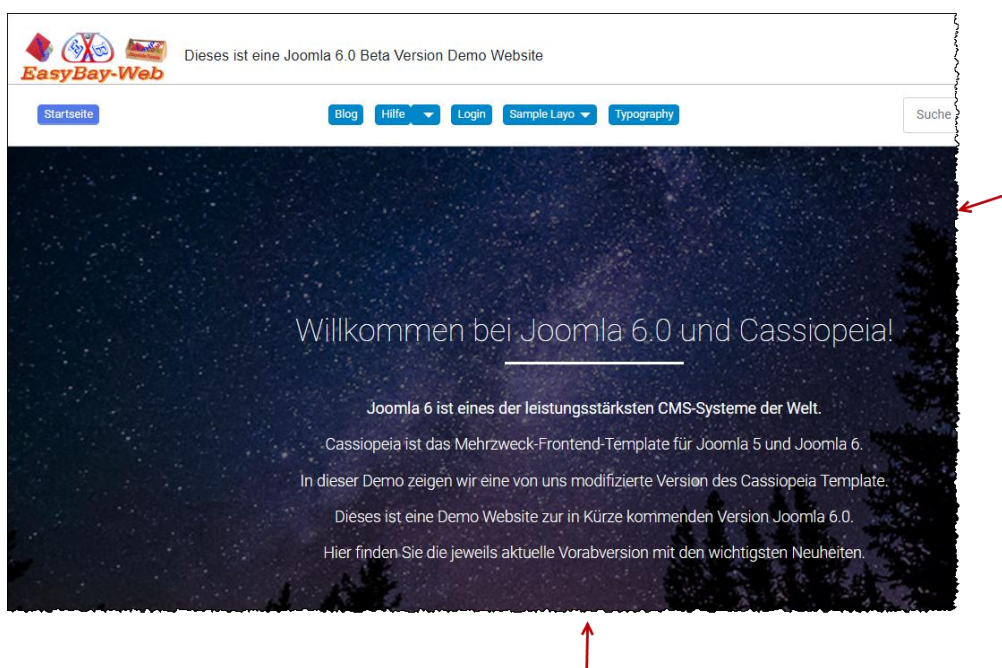 EasyBay-Web
Dieses ist eine Joomla 6.0 Beta Version Demo Website
Startseite
Blog
Hilfe
Login
Sample Layo
Typography
Suche
Willkommen bei Joomla 6.0 und Cassiopeia!
Joomla 6 ist eines der leistungsstärksten CMS-Systeme der Welt.
Cassiopeia ist das Mehrzweck-Frontend-Template für Joomla 5 und Joomla 6.
In dieser Demo zeigen wir eine von uns modifizierte Version des Cassiopeia Template.
Dieses ist eine Demo Website zur in Kürze kommenden Version Joomla 6.0.
Hier finden Sie die jeweils aktuelle Vorabversion mit den wichtigsten Neuheiten.